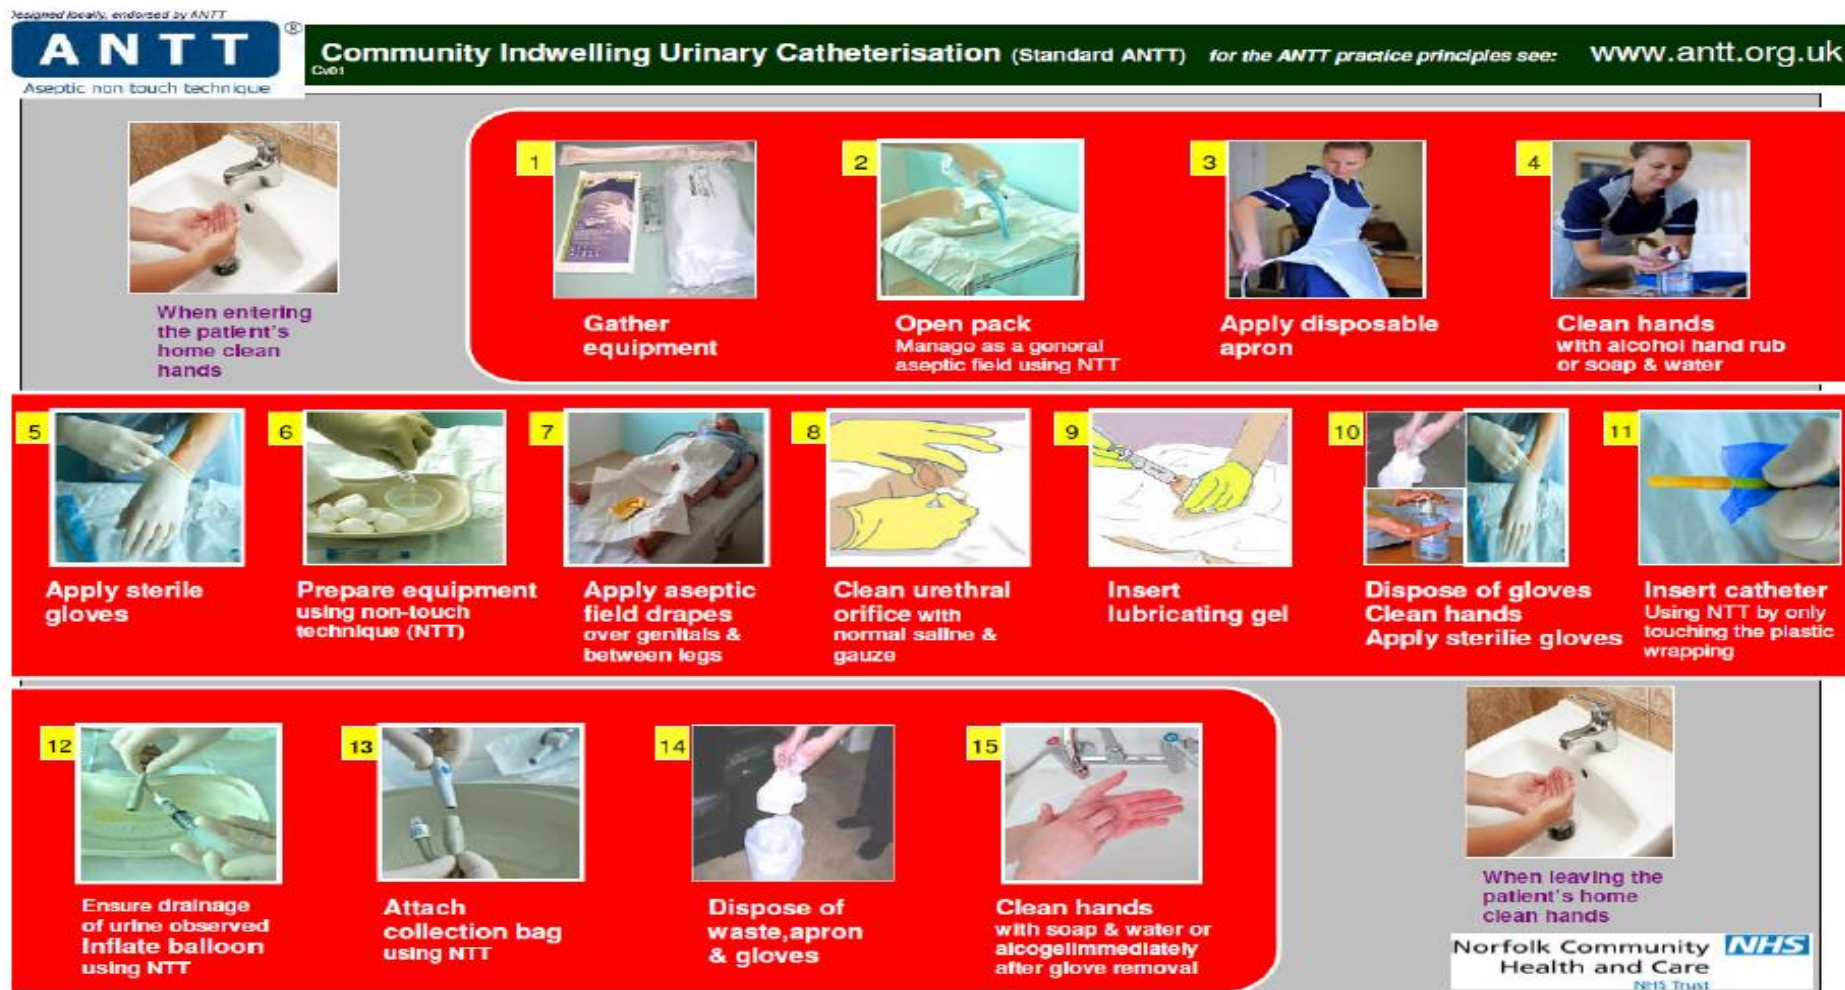 Designed locally, endorsed by ANTT
ANTT®
Aseptic non touch technique
Community Indwelling Urinary Catheterisation (Standard ANTT) for the ANTT practice principles see: www.antt.org.uk
Cv01
When entering
the patient's
home clean
hands
1
Gather
equipment
2
Open pack
Manage as a general
aseptic field using NTT
3
Apply disposable
apron
4
Clean hands
with alcohol hand rub
or soap & water
5
Apply sterile
gloves
6
Prepare equipment
using non-touch
technique (NTT)
7
Apply aseptic
field drapes
over genitals &
between legs
8
Clean urethral
orifice with
normal saline &
gauze
9
Insert
lubricating gel
10
Dispose of gloves
Clean hands
Apply sterilie gloves
11
Insert catheter
Using NTT by only
touching the plastic
wrapping
12
Ensure drainage
of urine observed
Inflate balloon
using NTT
13
Attach
collection bag
using NTT
14
Dispose of
waste,apron
& gloves
15
Clean hands
with soap & water or
alcogelimmediately
after glove removal
When leaving the
patient's home
clean hands
Norfolk Community NHS
Health and Care
NHS Trust